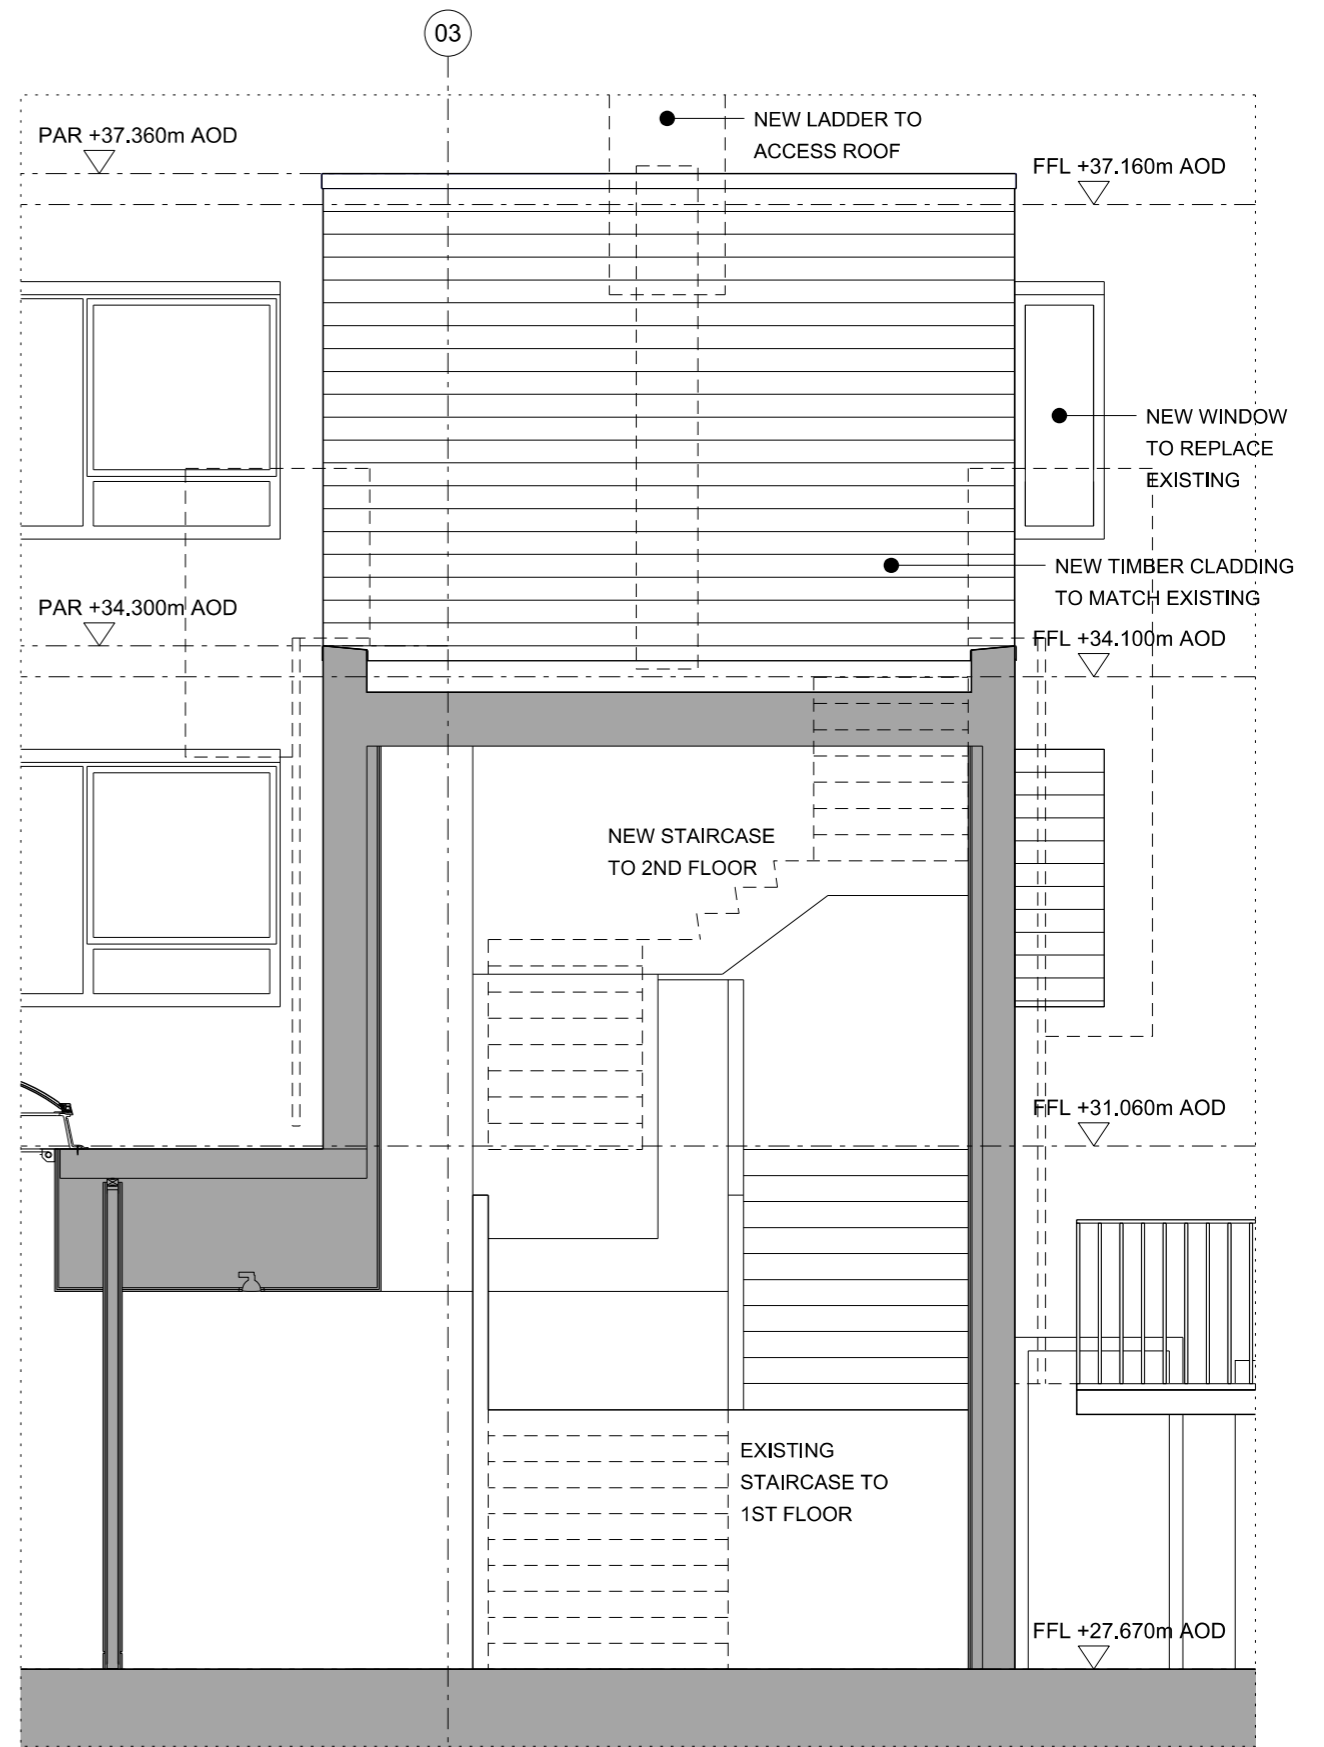 03
PAR +37.360m AOD
NEW LADDER TO
ACCESS ROOF
FFL +37.160m AOD
NEW WINDOW
TO REPLACE
EXISTING
NEW TIMBER CLADDING
TO MATCH EXISTING
PAR +34.300m AOD
FFL +34.100m AOD
NEW STAIRCASE
TO 2ND FLOOR
FFL +31.060m AOD
EXISTING
STAIRCASE TO
1ST FLOOR
FFL +27.670m AOD